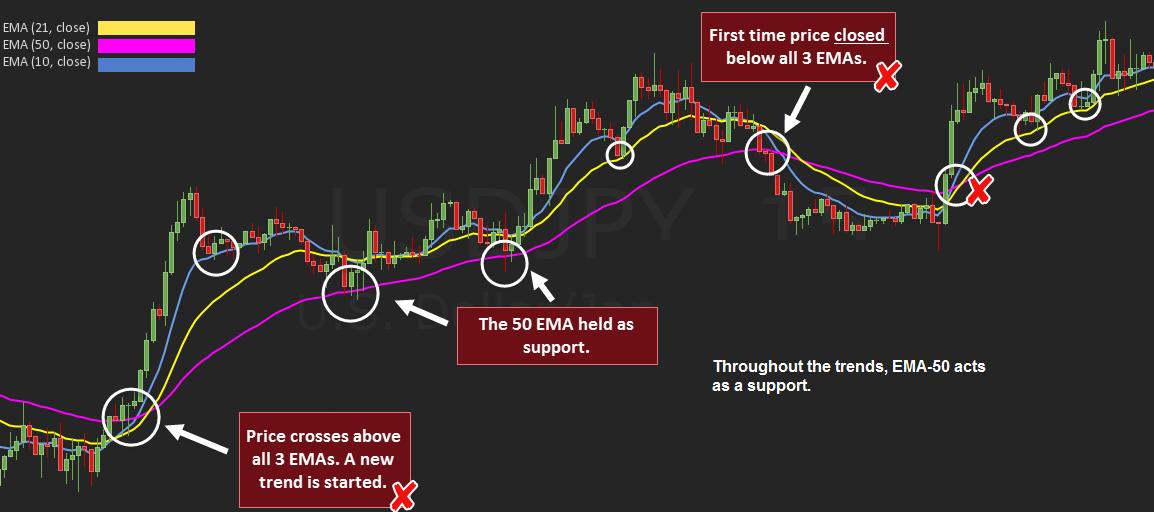 EMA (21, close)
EMA (50, close)
EMA (10, close)
First time price closed
below all 3 EMAs.
USDJPY
U.S. Dollar/Jap
The 50 EMA held as
support.
Throughout the trends, EMA-50 acts
as a support.
Price crosses above
all 3 EMAs. A new
trend is started.